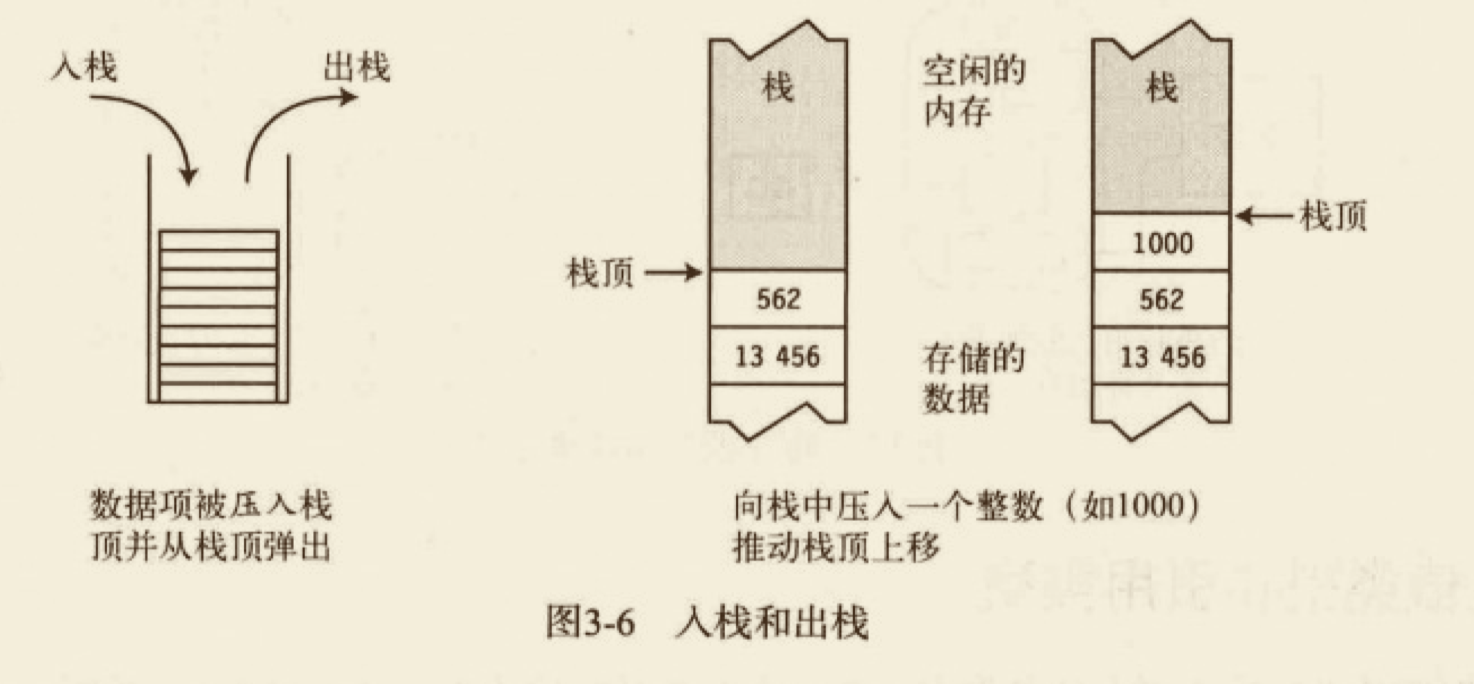 入栈
出栈
数据项被压入栈
顶并从栈顶弹出
栈
栈顶
562
13 456
空闲的
内存
存储的
数据
栈
栈顶
1000
562
13 456
向栈中压入一个整数（如1000）
推动栈顶上移
图3-6 入栈和出栈